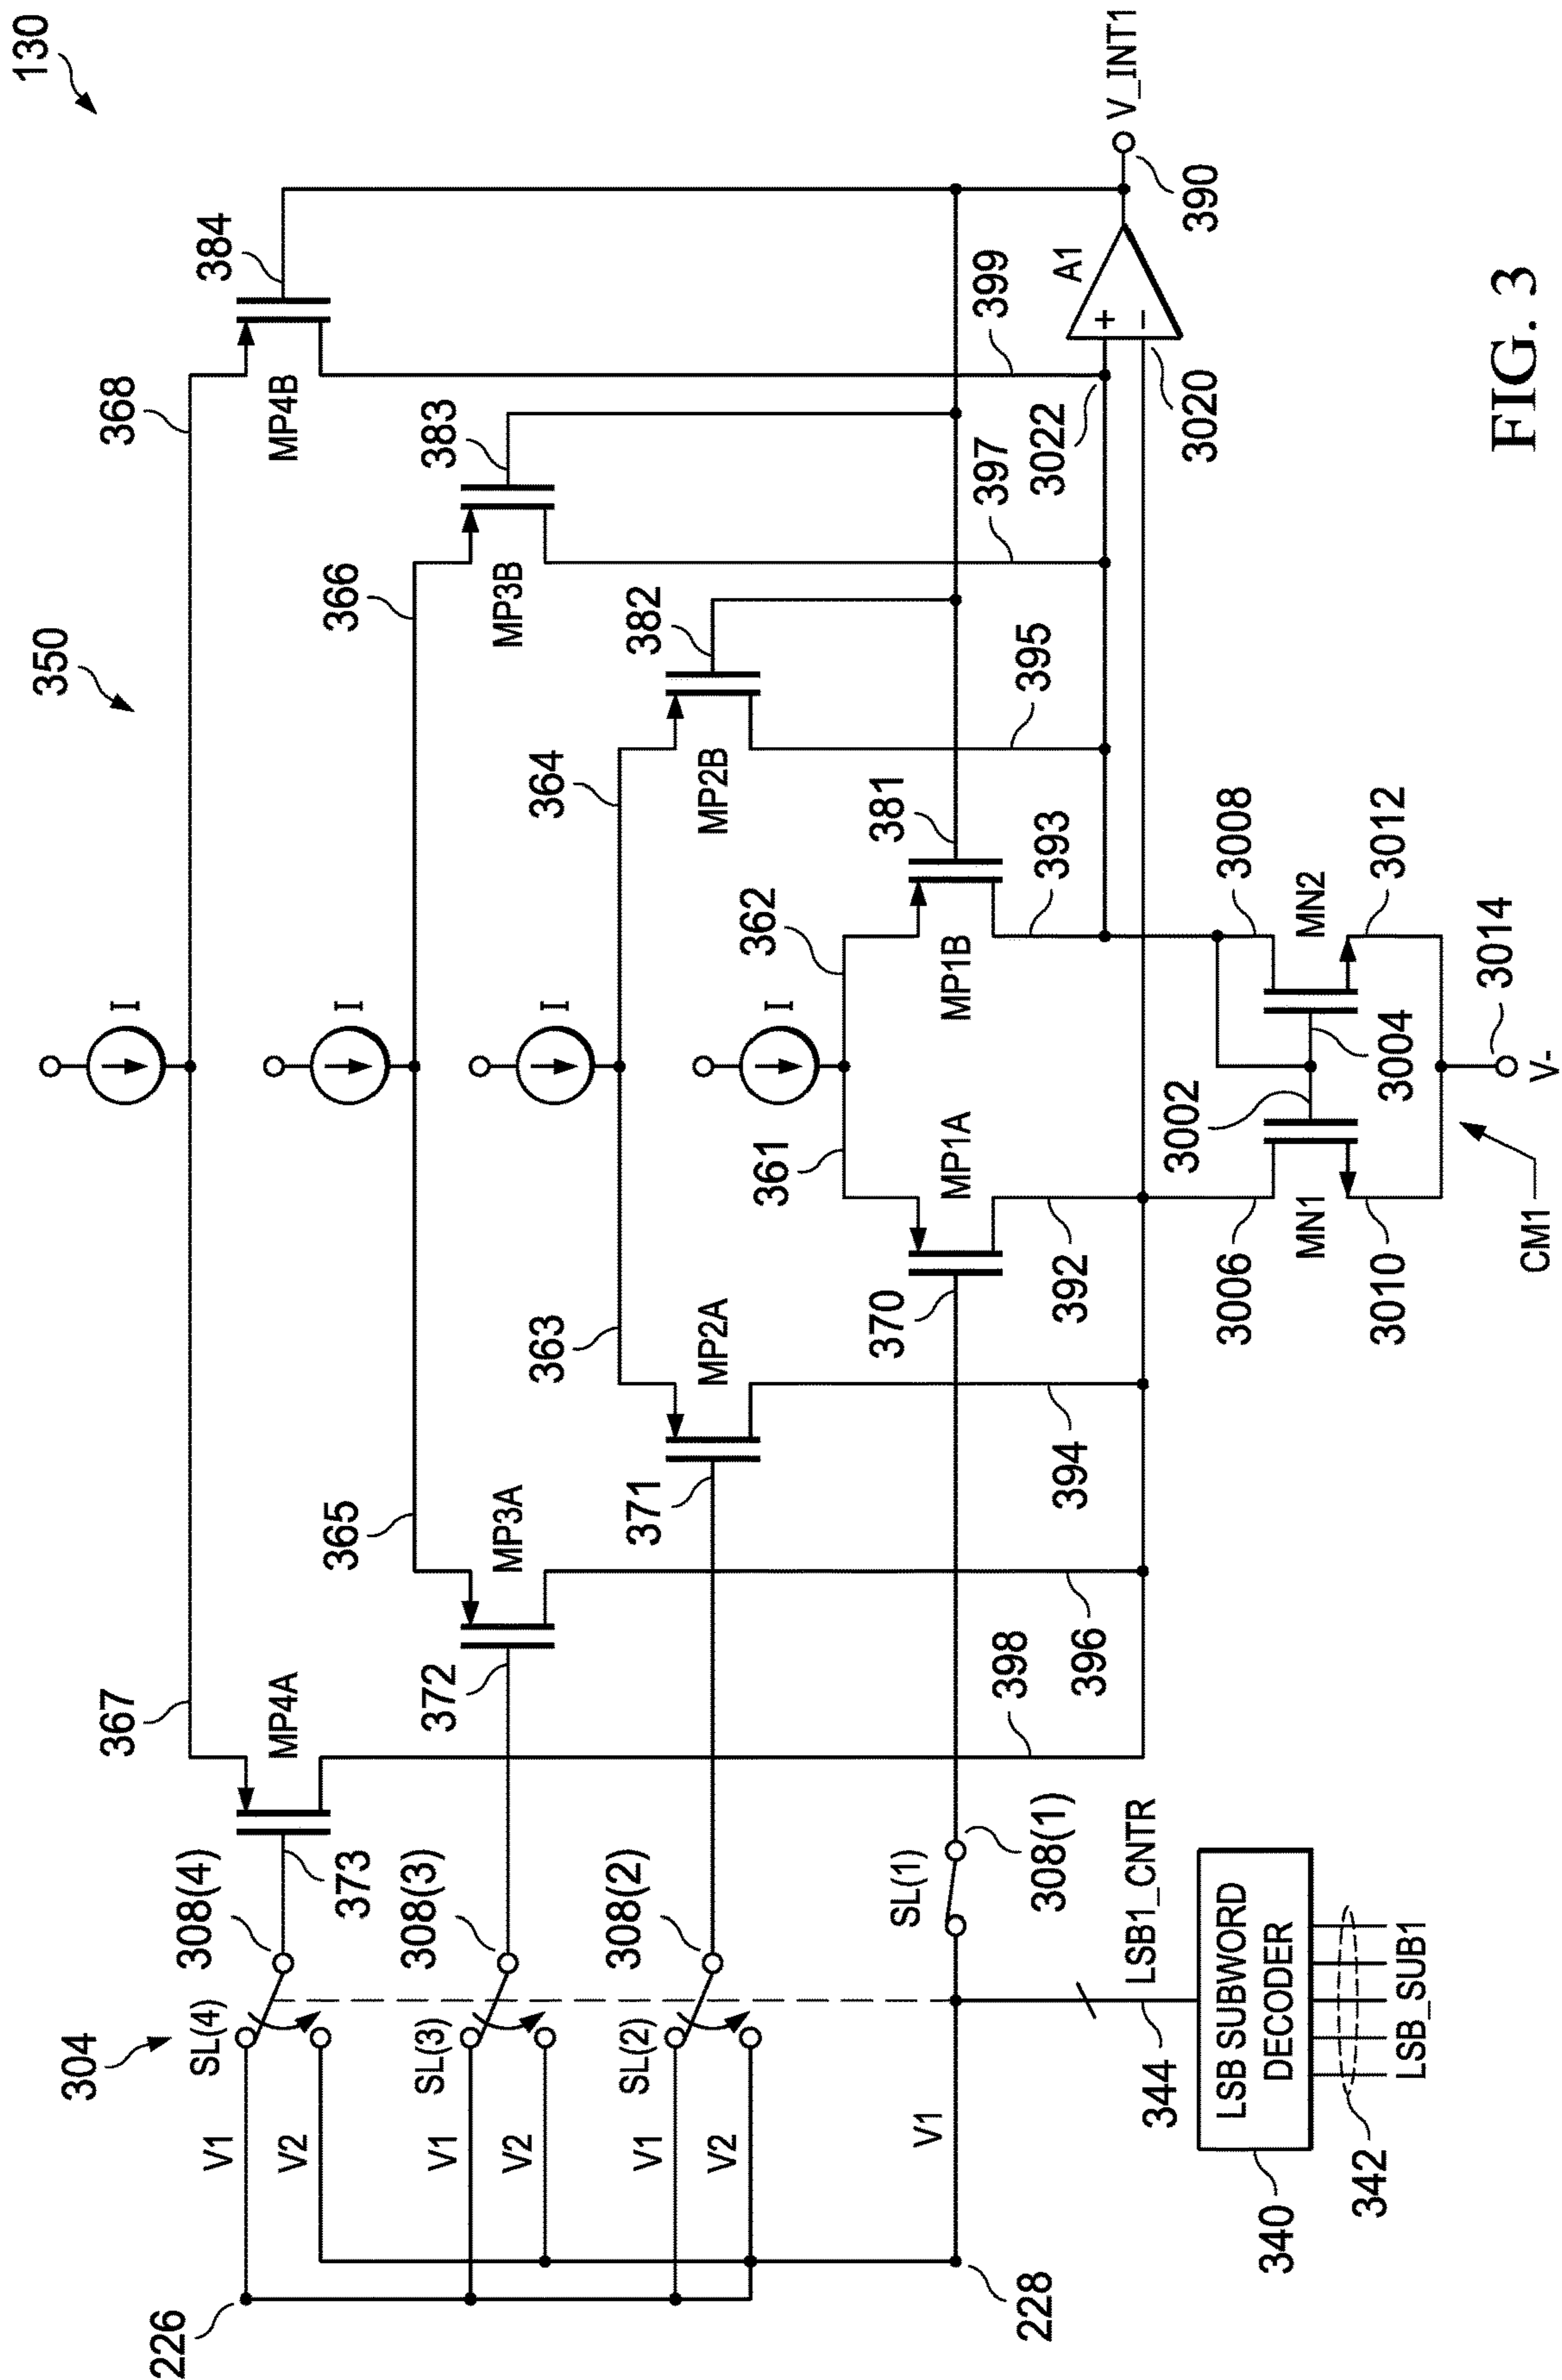 130
350
367
368
I
384
MP4A
MP4B
304
308(4)
373
SL(4)
V1
V2
226
365
366
I
383
MP3A
MP3B
308(3)
372
SL(3)
V1
V2
363
364
I
382
MP2A
MP2B
308(2)
371
SL(2)
V1
V2
361
362
I
381
MP1A
MP1B
370
SL(1)
308(1)
V1
228
398
396
394
392
393
395
397
399
3022
A1
+
-
3020
V_INT1
390
344
LSB1_CNTR
LSB SUBWORD
DECODER
340
342
LSB_SUB1
3006
3002
3004
3008
MN1
MN2
3010
3012
3014
V-
CM1
FIG. 3